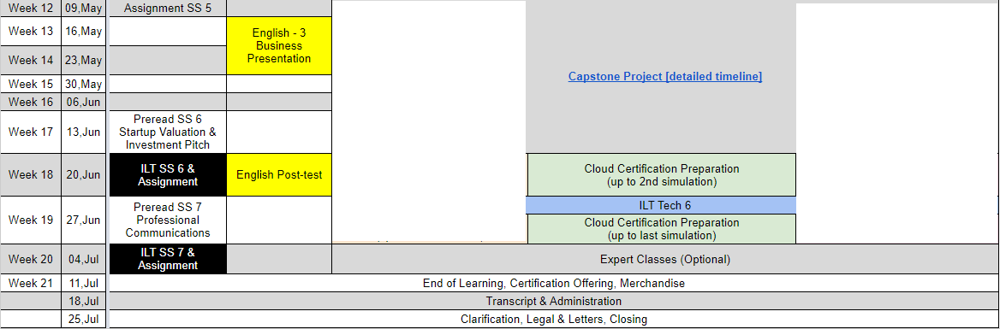 Week 12 09,May Assignment SS 5
Week 13 16,May English - 3
Business
Presentation
Week 14 23,May
Capstone Project [detailed timeline]
Week 15 30,May
Week 16 06,Jun
Week 17 13,Jun Preread SS 6
Startup Valuation &
Investment Pitch
Week 18 20,Jun ILT SS 6 &
Assignment
English Post-test
Cloud Certification Preparation
(up to 2nd simulation)
Week 19 27,Jun Preread SS 7
Professional
Communications
ILT Tech 6
Cloud Certification Preparation
(up to last simulation)
Week 20 04,Jul ILT SS 7 &
Assignment
Expert Classes (Optional)
Week 21 11,Jul End of Learning, Certification Offering, Merchandise
18,Jul Transcript & Administration
25,Jul Clarification, Legal & Letters, Closing